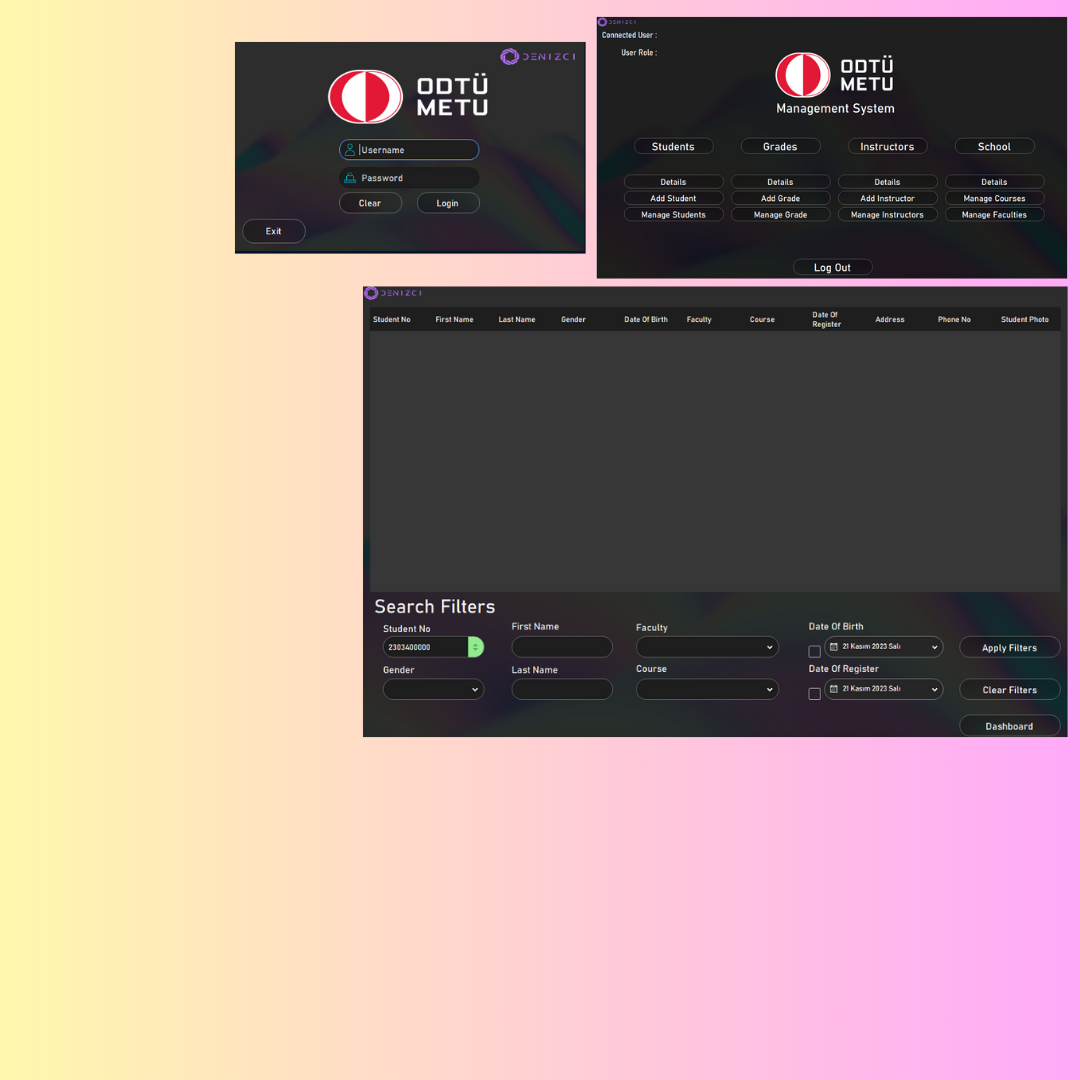 DENIZCI
ODTÜ
METU
Username
Password
Clear
Login
Exit
DENIZCI
Connected User :
User Role :
ODTÜ
METU
Management System
Students Grades Instructors School
Details Details Details Details
Add Student Add Grade Add Instructor Manage Courses
Manage Students Manage Grade Manage Instructors Manage Faculties
Log Out
DENIZCI
Student No First Name Last Name Gender Date Of Birth Faculty Course Date Of Register Address Phone No Student Photo
Search Filters
Student No First Name Faculty Date Of Birth
2303400000 21 Kasım 2023 Salı Apply Filters
Gender Last Name Course Date Of Register
21 Kasım 2023 Salı Clear Filters
Dashboard